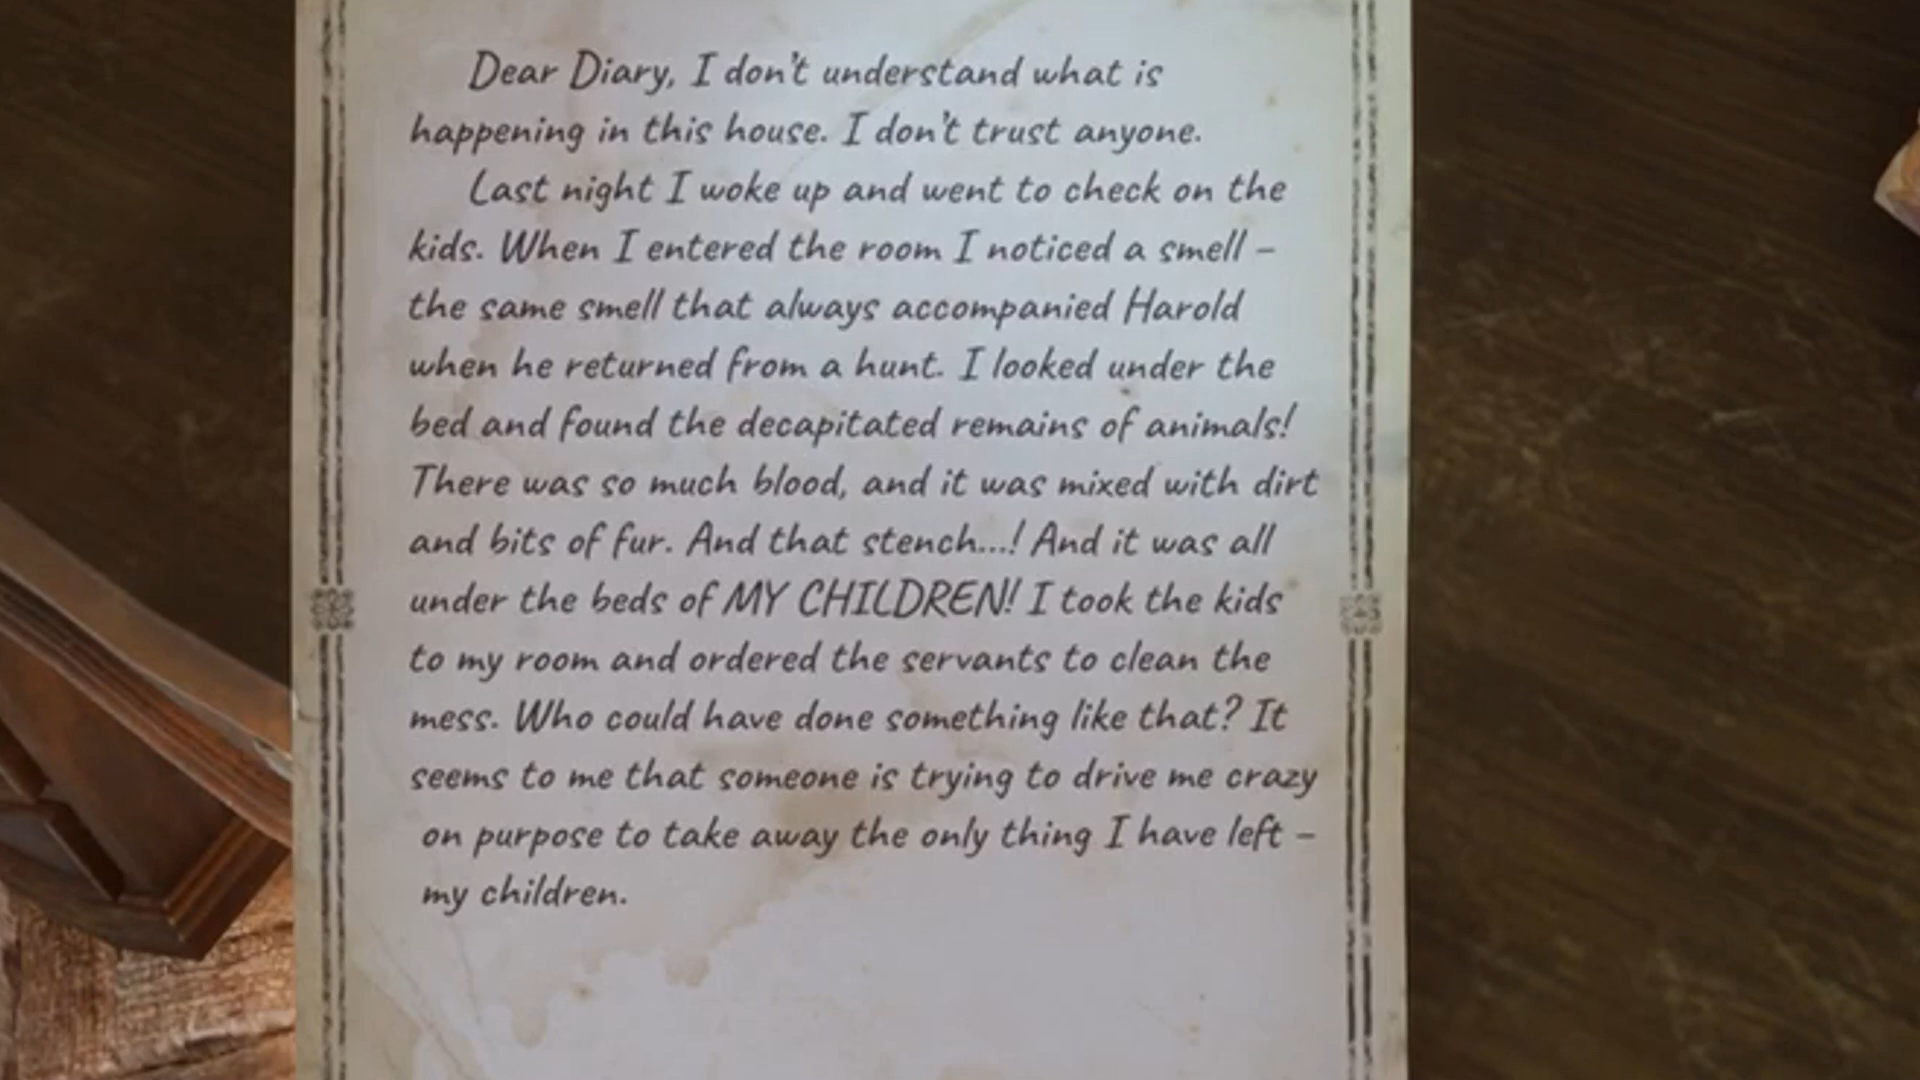 Dear Diary, I don't understand what is
happening in this house. I don't trust anyone.
Last night I woke up and went to check on the
kids. When I entered the room I noticed a smell –
the same smell that always accompanied Harold
when he returned from a hunt. I looked under the
bed and found the decapitated remains of animals!
There was so much blood, and it was mixed with dirt
and bits of fur. And that stench...! And it was all
under the beds of MY CHILDREN! I took the kids
to my room and ordered the servants to clean the
mess. Who could have done something like that? It
seems to me that someone is trying to drive me crazy
on purpose to take away the only thing I have left –
my children.